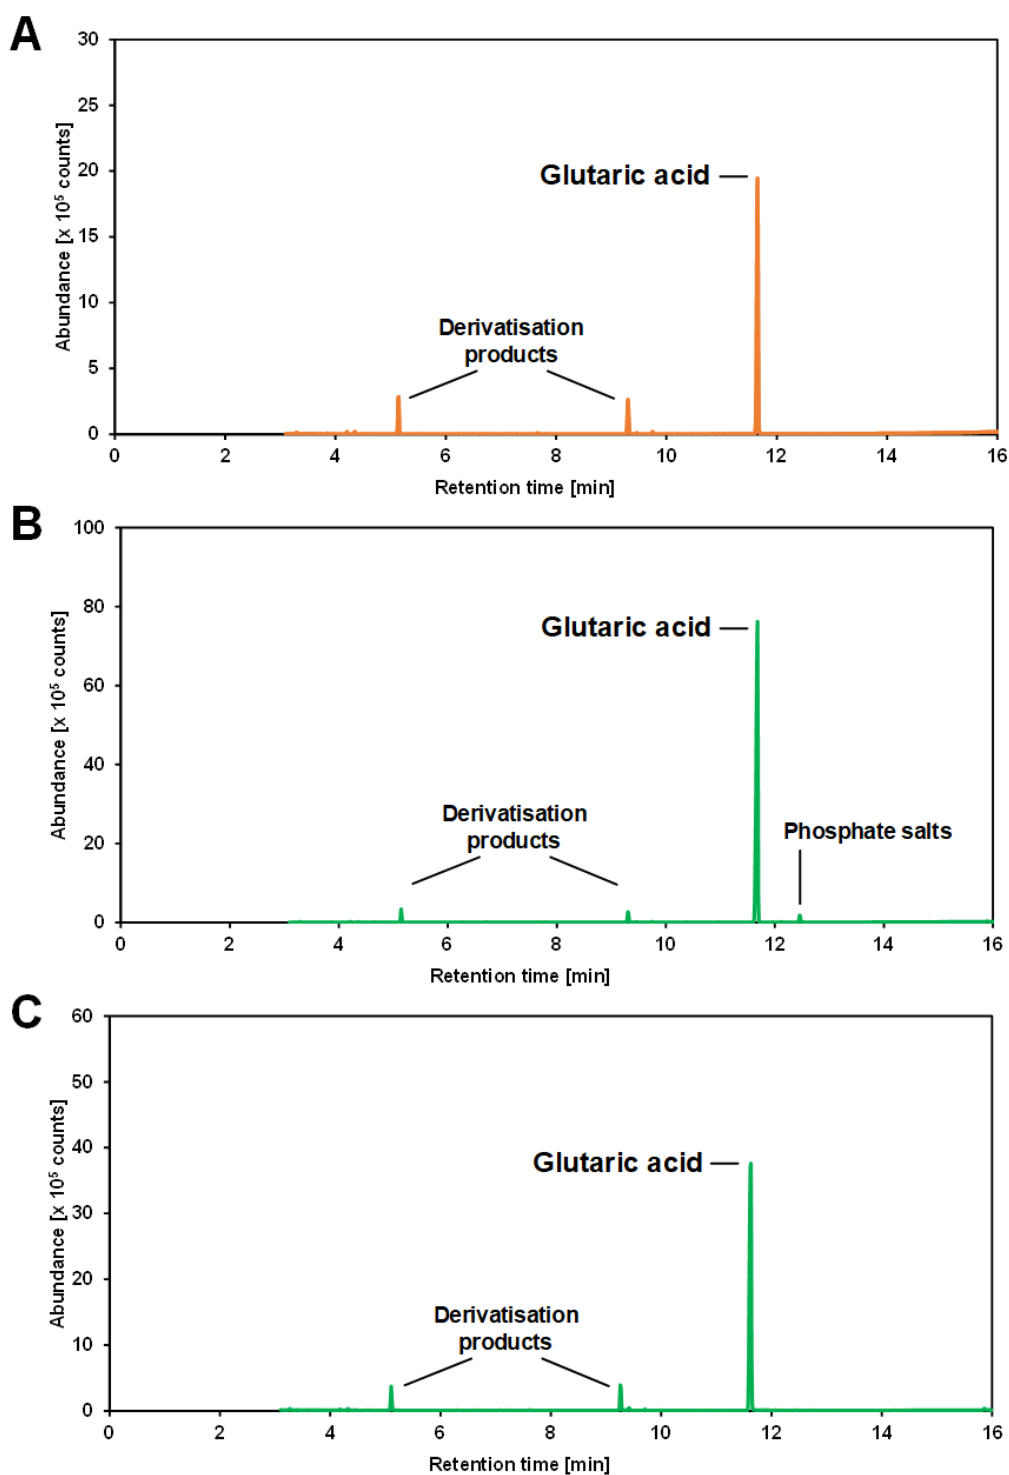 A
30
25
20
15
10
5
0
Abundance [x 10⁵ counts]
Glutaric acid
Derivatisation
products
0 2 4 6 8 10 12 14 16
Retention time [min]
B
100
80
60
40
20
0
Abundance [x 10⁵ counts]
Glutaric acid
Derivatisation
products
Phosphate salts
0 2 4 6 8 10 12 14 16
Retention time [min]
C
60
50
40
30
20
10
0
Abundance [x 10⁵ counts]
Glutaric acid
Derivatisation
products
0 2 4 6 8 10 12 14 16
Retention time [min]